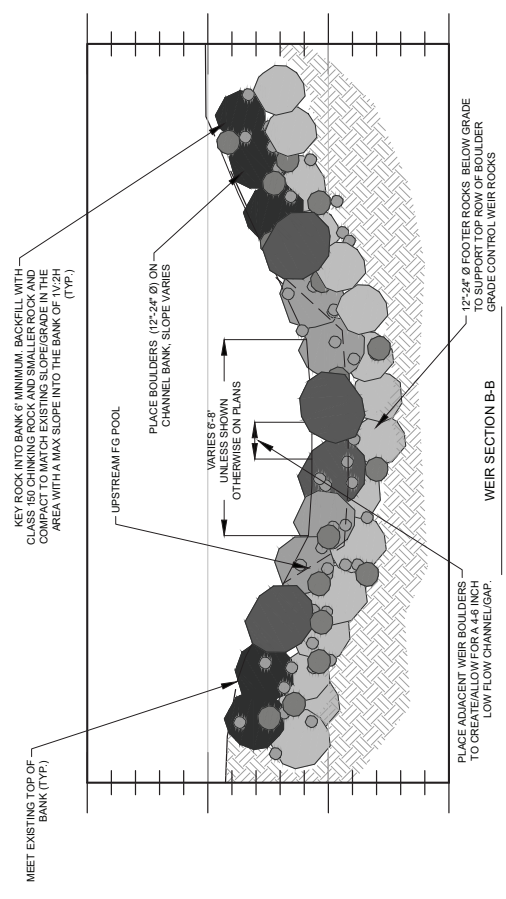 KEY ROCK INTO BANK 6' MINIMUM. BACKFILL WITH
CLASS 150 CHINKING ROCK AND SMALLER ROCK AND
COMPACT TO MATCH EXISTING SLOPE/GRADE IN THE
AREA WITH A MAX SLOPE INTO THE BANK OF 1V:2H
(TYP.)
MEET EXISTING TOP OF
BANK (TYP.)
UPSTREAM FG POOL
PLACE BOULDERS (12"-24" Ø) ON
CHANNEL BANK, SLOPE VARIES
VARIES 6'-8'
UNLESS SHOWN
OTHERWISE ON PLANS
PLACE ADJACENT WEIR BOULDERS
TO CREATE/ALLOW FOR A 4-6 INCH
LOW FLOW CHANNEL/GAP.
12"-24" Ø FOOTER ROCKS BELOW GRADE
TO SUPPORT TOP ROW OF BOULDER
GRADE CONTROL WEIR ROCKS
WEIR SECTION B-B